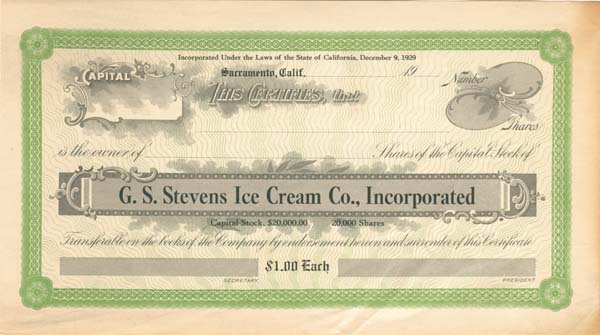 Incorporated Under the Laws of the State of California, December 9, 1929
CAPITAL
Sacramento, Calif. 19
Number
THIS CERTIFIES, that
Shares
is the owner of Shares of the Capital Stock of
G. S. Stevens Ice Cream Co., Incorporated
Capital Stock, $20,000.00 20,000 Shares
Transferable on the books of the Company by endorsement hereon and surrender of this Certificate
$1.00 Each
SECRETARY. PRESIDENT.